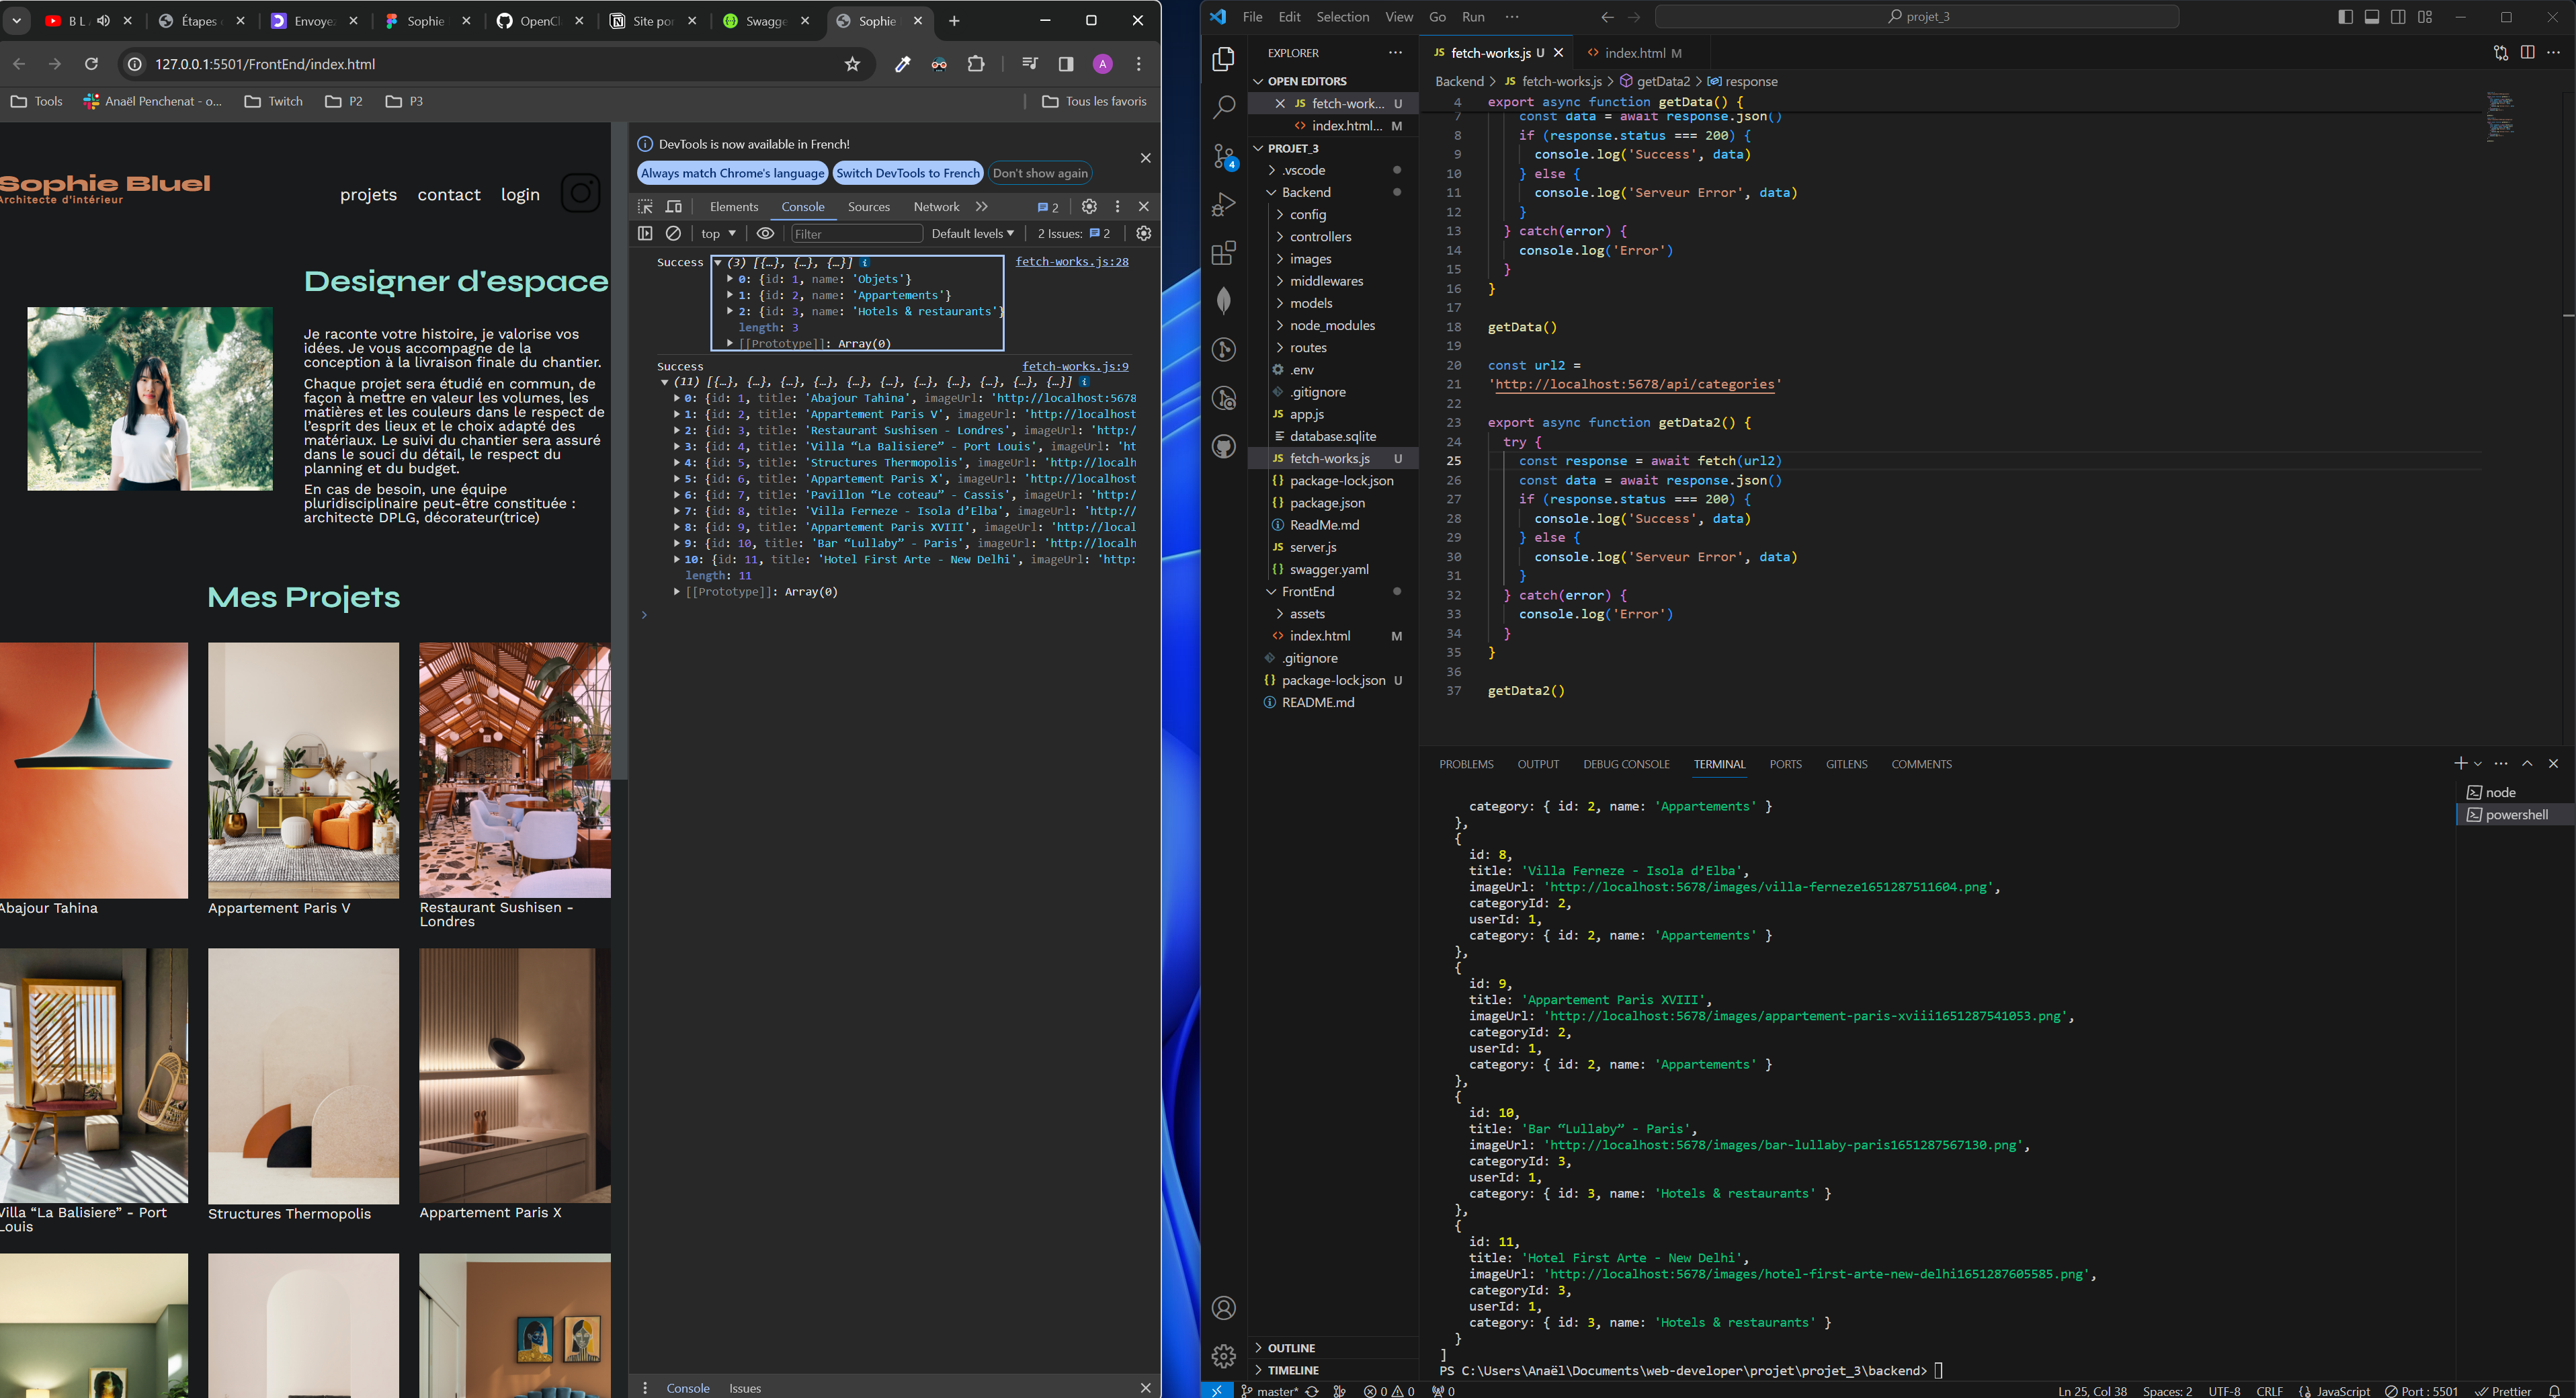 B L
Étapes
Envoye
Sophie
OpenCl
Site por
Swagge
Sophie
127.0.0.1:5501/FrontEnd/index.html
A
Tools
Anaël Penchenat - o...
Twitch
P2
P3
Tous les favoris
Sophie Bluel
Architecte d'intérieur
projets
contact
login
Designer d'espace
Je raconte votre histoire, je valorise vos
idées. Je vous accompagne de la
conception à la livraison finale du chantier.
Chaque projet sera étudié en commun, de
façon à mettre en valeur les volumes, les
matières et les couleurs dans le respect de
l'esprit des lieux et le choix adapté des
matériaux. Le suivi du chantier sera assuré
dans le souci du détail, le respect du
planning et du budget.
En cas de besoin, une équipe
pluridisciplinaire peut-être constituée :
architecte DPLG, décorateur(trice)
Mes Projets
Abajour Tahina
Appartement Paris V
Restaurant Sushisen -
Londres
Villa “La Balisiere” - Port
Louis
Structures Thermopolis
Appartement Paris X
DevTools is now available in French!
Always match Chrome's language
Switch DevTools to French
Don't show again
Elements
Console
Sources
Network
2
top
Filter
Default levels
2 Issues:
2
Success (3) [{…}, {…}, {…}]
fetch-works.js:28
0: {id: 1, name: 'Objets'}
1: {id: 2, name: 'Appartements'}
2: {id: 3, name: 'Hotels & restaurants'}
length: 3
[[Prototype]]: Array(0)
Success
fetch-works.js:9
(11) [{…}, {…}, {…}, {…}, {…}, {…}, {…}, {…}, {…}, {…}, {…}]
0: {id: 1, title: 'Abajour Tahina', imageUrl: 'http://localhost:5678
1: {id: 2, title: 'Appartement Paris V', imageUrl: 'http://localhost
2: {id: 3, title: 'Restaurant Sushisen - Londres', imageUrl: 'http:/
3: {id: 4, title: 'Villa “La Balisiere” - Port Louis', imageUrl: 'ht
4: {id: 5, title: 'Structures Thermopolis', imageUrl: 'http://localh
5: {id: 6, title: 'Appartement Paris X', imageUrl: 'http://localhost
6: {id: 7, title: 'Pavillon “Le coteau” - Cassis', imageUrl: 'http:/
7: {id: 8, title: 'Villa Ferneze - Isola d’Elba', imageUrl: 'http://
8: {id: 9, title: 'Appartement Paris XVIII', imageUrl: 'http://local
9: {id: 10, title: 'Bar “Lullaby” - Paris', imageUrl: 'http://localh
10: {id: 11, title: 'Hotel First Arte - New Delhi', imageUrl: 'http:
length: 11
[[Prototype]]: Array(0)
Console
Issues
File
Edit
Selection
View
Go
Run
projet_3
EXPLORER
OPEN EDITORS
fetch-work... U
index.html... M
4
PROJET_3
.vscode
Backend
config
controllers
images
middlewares
models
node_modules
routes
.env
.gitignore
app.js
database.sqlite
fetch-works.js U
package-lock.json
package.json
ReadMe.md
server.js
swagger.yaml
FrontEnd
assets
index.html M
.gitignore
package-lock.json U
README.md
OUTLINE
TIMELINE
JS fetch-works.js U
index.html M
Backend > JS fetch-works.js > getData2 > response
4 export async function getData() {
7 const data = await response.json()
8 if (response.status === 200) {
9 console.log('Success', data)
10 } else {
11 console.log('Serveur Error', data)
12 }
13 } catch(error) {
14 console.log('Error')
15 }
16 }
17
18 getData()
19
20 const url2 =
21 'http://localhost:5678/api/categories'
22
23 export async function getData2() {
24 try {
25 const response = await fetch(url2)
26 const data = await response.json()
27 if (response.status === 200) {
28 console.log('Success', data)
29 } else {
30 console.log('Serveur Error', data)
31 }
32 } catch(error) {
33 console.log('Error')
34 }
35 }
36
37 getData2()
PROBLEMS
OUTPUT
DEBUG CONSOLE
TERMINAL
PORTS
GITLENS
COMMENTS
node
powershell
category: { id: 2, name: 'Appartements' }
},
{
id: 8,
title: 'Villa Ferneze - Isola d’Elba',
imageUrl: 'http://localhost:5678/images/villa-ferneze1651287511604.png',
categoryId: 2,
userId: 1,
category: { id: 2, name: 'Appartements' }
},
{
id: 9,
title: 'Appartement Paris XVIII',
imageUrl: 'http://localhost:5678/images/appartement-paris-xviii1651287541053.png',
categoryId: 2,
userId: 1,
category: { id: 2, name: 'Appartements' }
},
{
id: 10,
title: 'Bar “Lullaby” - Paris',
imageUrl: 'http://localhost:5678/images/bar-lullaby-paris1651287567130.png',
categoryId: 3,
userId: 1,
category: { id: 3, name: 'Hotels & restaurants' }
},
{
id: 11,
title: 'Hotel First Arte - New Delhi',
imageUrl: 'http://localhost:5678/images/hotel-first-arte-new-delhi1651287605585.png',
categoryId: 3,
userId: 1,
category: { id: 3, name: 'Hotels & restaurants' }
}
]
PS C:\Users\Anaël\Documents\web-developer\projet\projet_3\backend>
master*
0
0
0
Ln 25, Col 38
Spaces: 2
UTF-8
CRLF
JavaScript
Port : 5501
Prettier